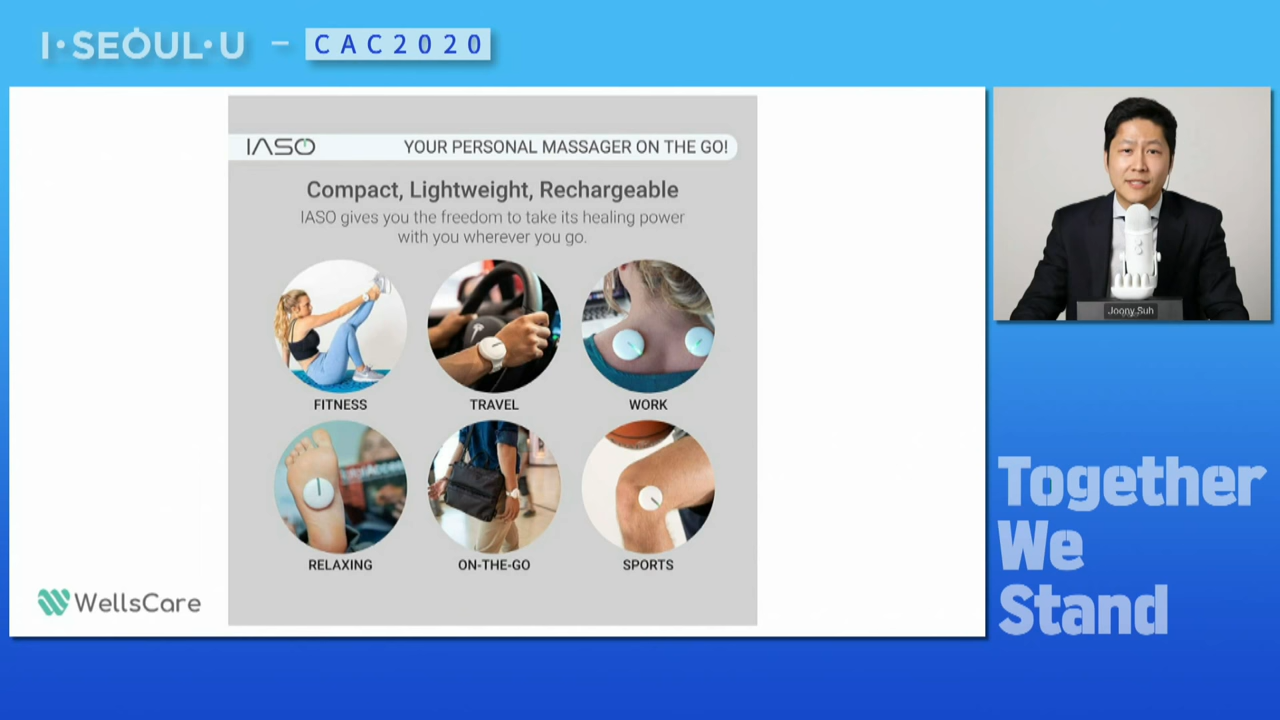 I·SEOUL·U – CAC2020
IASO
YOUR PERSONAL MASSAGER ON THE GO!
Compact, Lightweight, Rechargeable
IASO gives you the freedom to take its healing power
with you wherever you go.
FITNESS
TRAVEL
WORK
RELAXING
ON-THE-GO
SPORTS
WellsCare
Joony Suh
Together
We
Stand